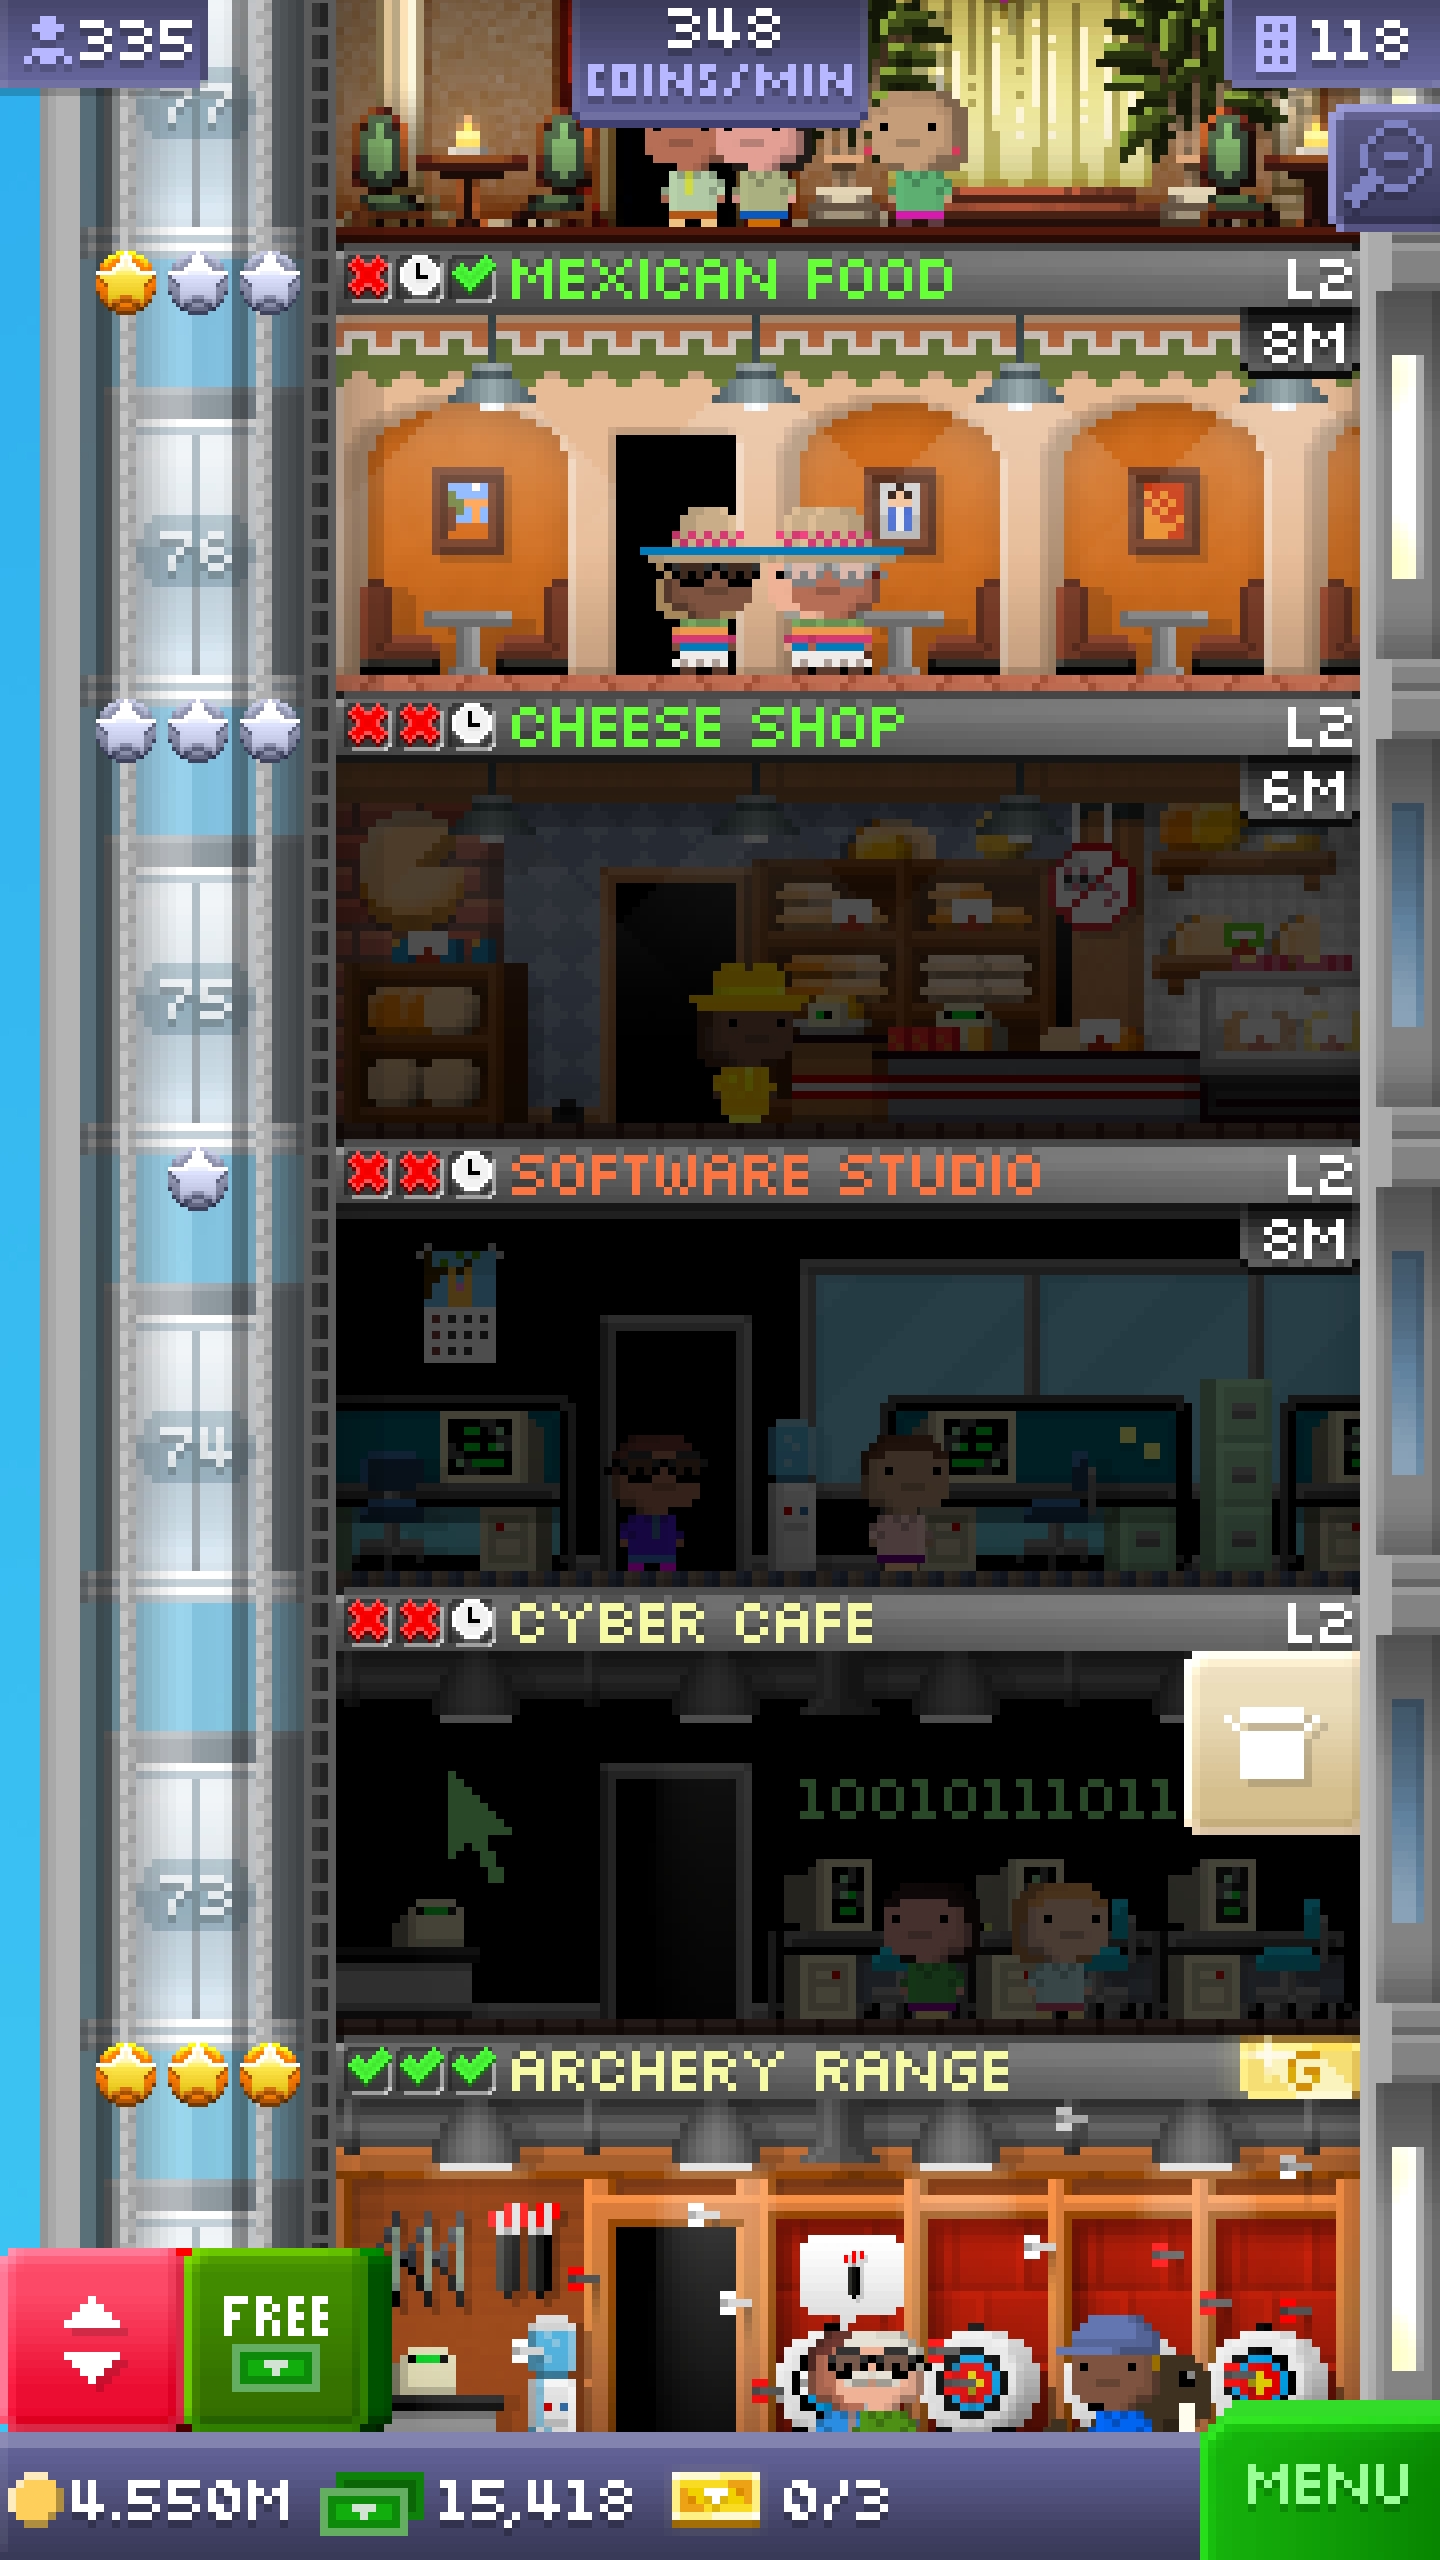 335
348
COINS/MIN
118
77
MEXICAN FOOD L2
8M
76
CHEESE SHOP L2
6M
75
SOFTWARE STUDIO L2
8M
74
CYBER CAFE L2
10010111011
73
ARCHERY RANGE G
FREE
4.550M 15,418 0/3
MENU